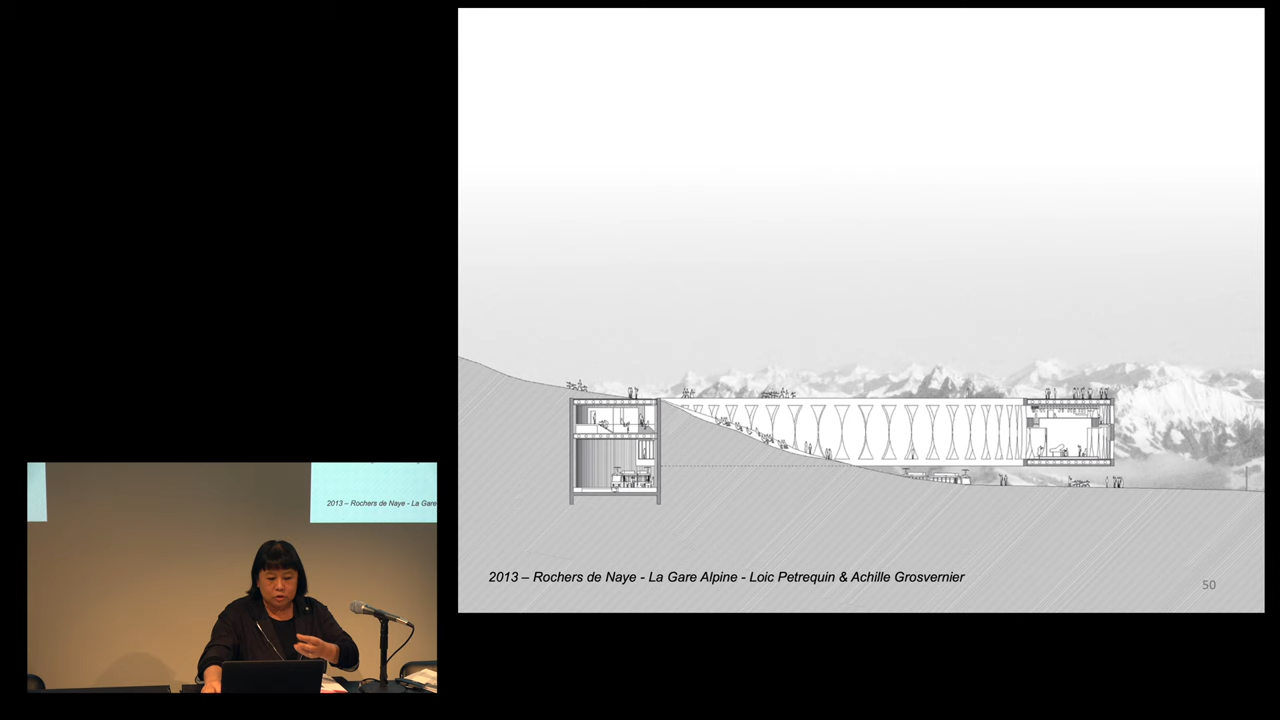 2013 – Rochers de Naye - La Gare Alpine - Loic Petrequin & Achille Grosvernier
50
2013 – Rochers de Naye - La Gare